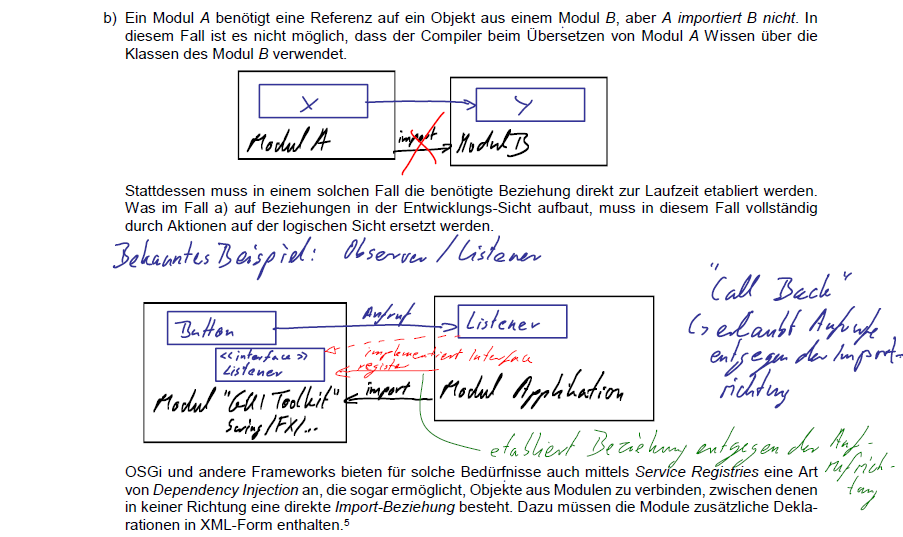 b) Ein Modul A benötigt eine Referenz auf ein Objekt aus einem Modul B, aber A importiert B nicht. In
diesem Fall ist es nicht möglich, dass der Compiler beim Übersetzen von Modul A Wissen über die
Klassen des Modul B verwendet.
X
Y
Modul A
import
Modul B
Stattdessen muss in einem solchen Fall die benötigte Beziehung direkt zur Laufzeit etabliert werden.
Was im Fall a) auf Beziehungen in der Entwicklungs-Sicht aufbaut, muss in diesem Fall vollständig
durch Aktionen auf der logischen Sicht ersetzt werden.
Bekanntes Beispiel: Observer / Listener
"Call Back"
↳ erlaubt Aufrufe
entgegen der Import-
richtung
Button
Aufruf
Listener
<<interface>>
Listener
implementiert Interface
register
Modul "GUI Toolkit"
Swing/FX/...
import
Modul Applikation
etabliert Beziehung entgegen der Auf-
rufrich-
tung
OSGi und andere Frameworks bieten für solche Bedürfnisse auch mittels Service Registries eine Art
von Dependency Injection an, die sogar ermöglicht, Objekte aus Modulen zu verbinden, zwischen denen
in keiner Richtung eine direkte Import-Beziehung besteht. Dazu müssen die Module zusätzliche Dekla-
rationen in XML-Form enthalten.⁵